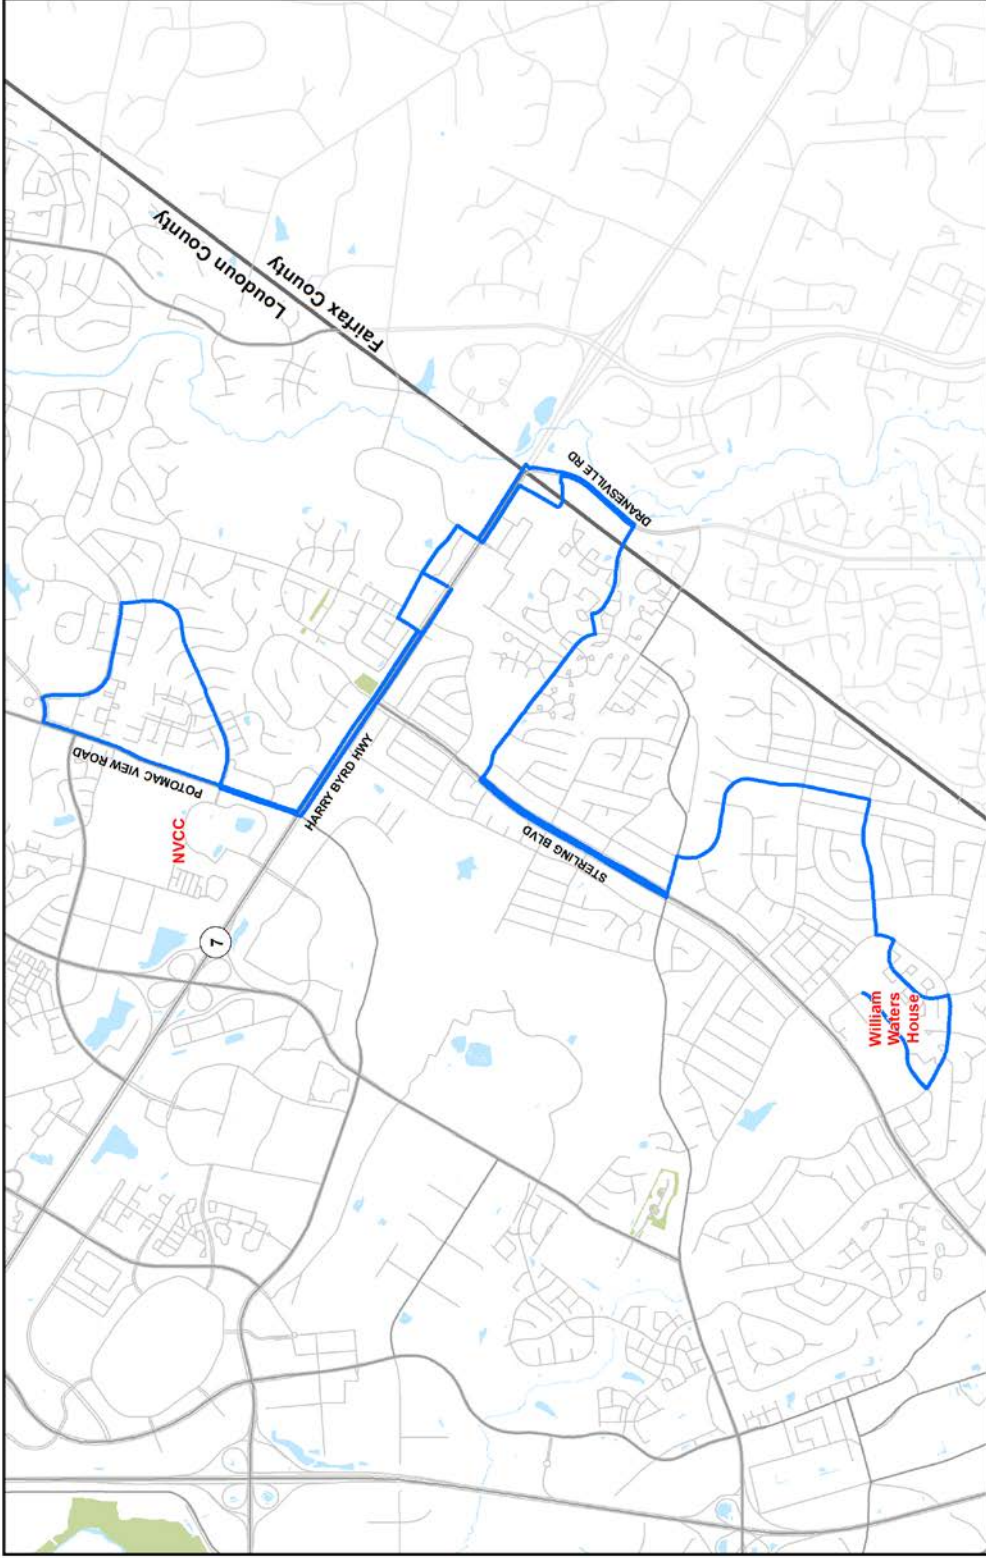 Loudoun County
Fairfax County
POTOMAC VIEW ROAD
NVCC
7
HARRY BYRD HWY
DRANESVILLE RD
STERLING BLVD
William
Waters
House